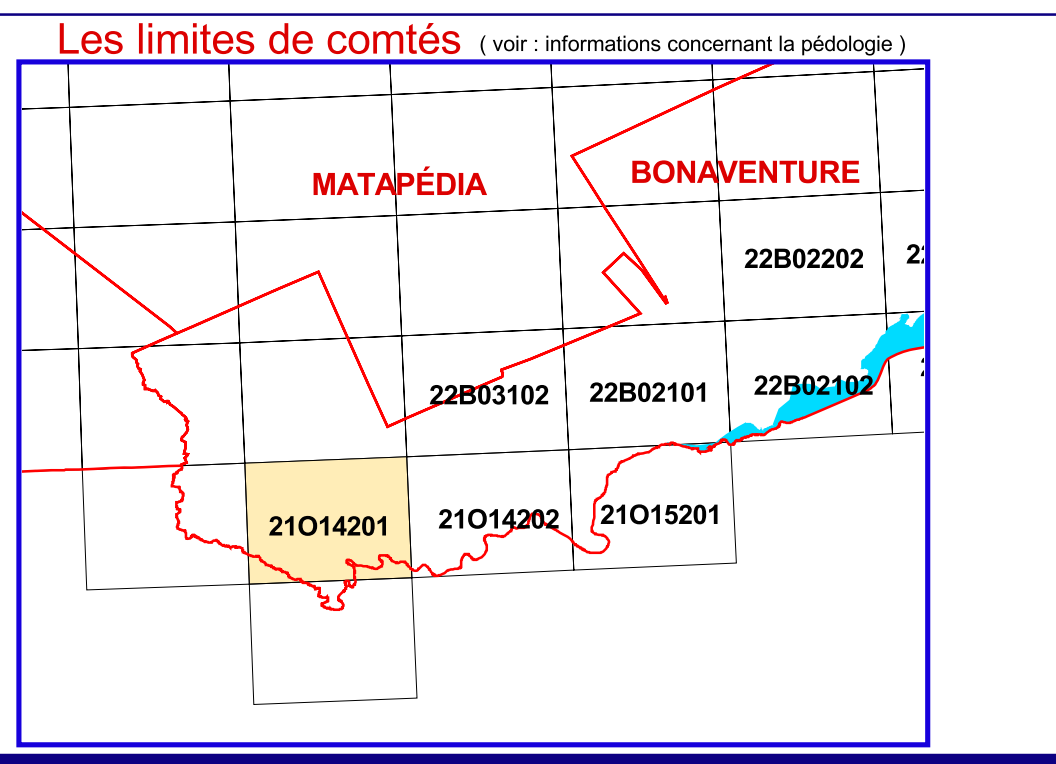 Les limites de comtés ( voir : informations concernant la pédologie )
MATAPÉDIA BONAVENTURE
22B02202
22B03102 22B02101 22B02102
21O14201 21O14202 21O15201